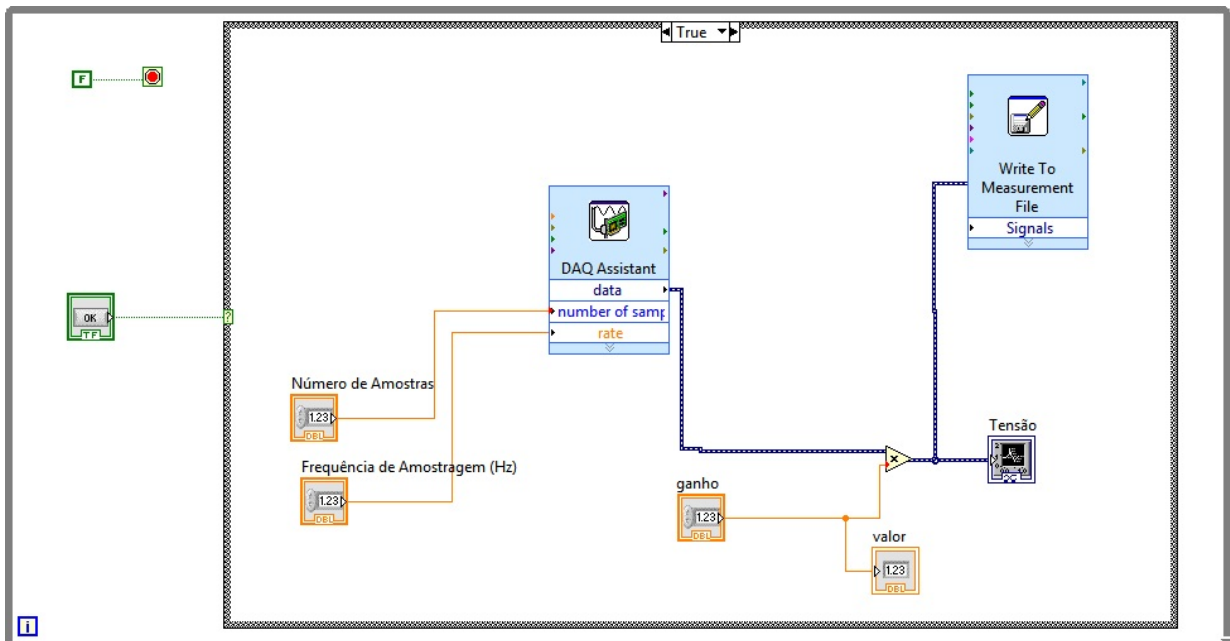 True
F
Write To
Measurement
File
Signals
DAQ Assistant
data
number of samp
rate
OK
TF
?
Número de Amostras
1.23
DBL
Frequência de Amostragem (Hz)
1.23
DBL
ganho
1.23
DBL
x
Tensão
valor
1.23
DBL
i